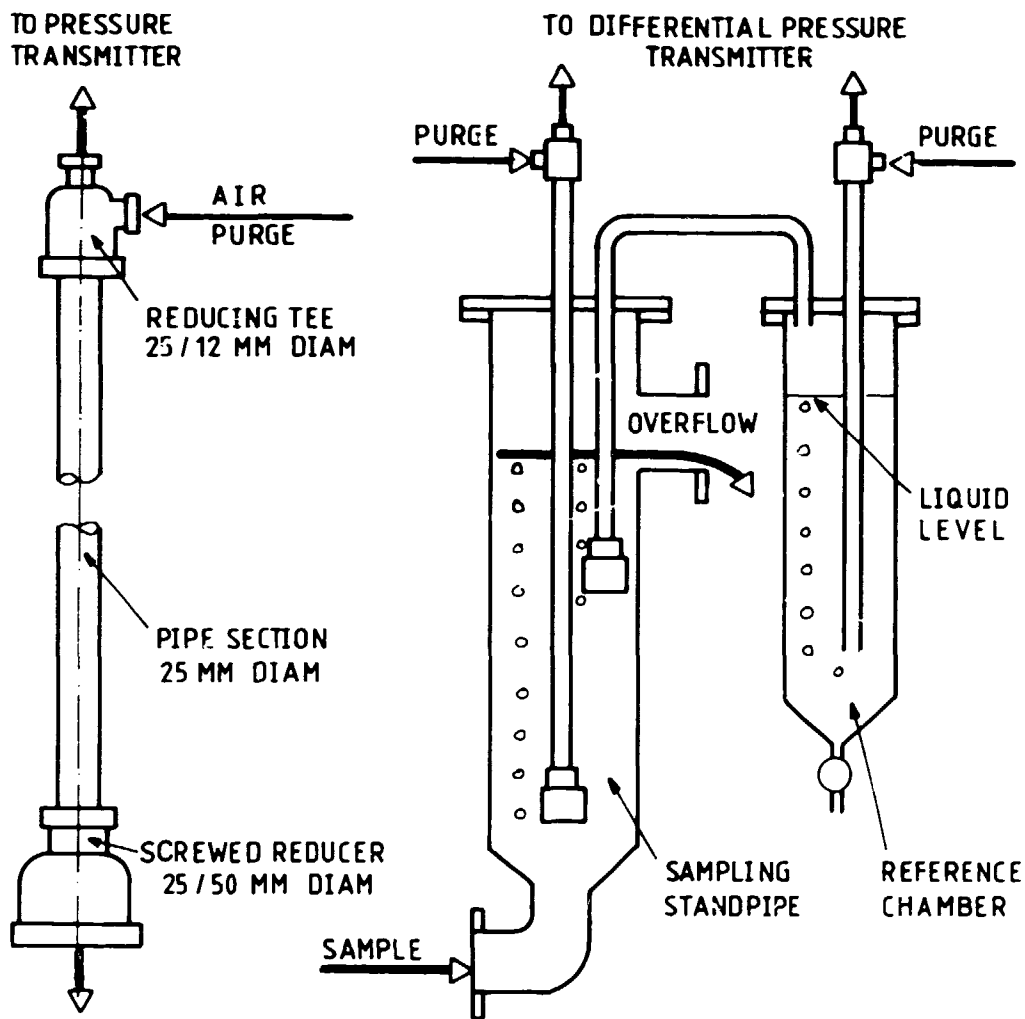 TO PRESSURE
TRANSMITTER
AIR
PURGE
REDUCING TEE
25/12 MM DIAM
PIPE SECTION
25 MM DIAM
SCREWED REDUCER
25/50 MM DIAM
TO DIFFERENTIAL PRESSURE
TRANSMITTER
PURGE
PURGE
OVERFLOW
LIQUID
LEVEL
SAMPLING
STANDPIPE
REFERENCE
CHAMBER
SAMPLE